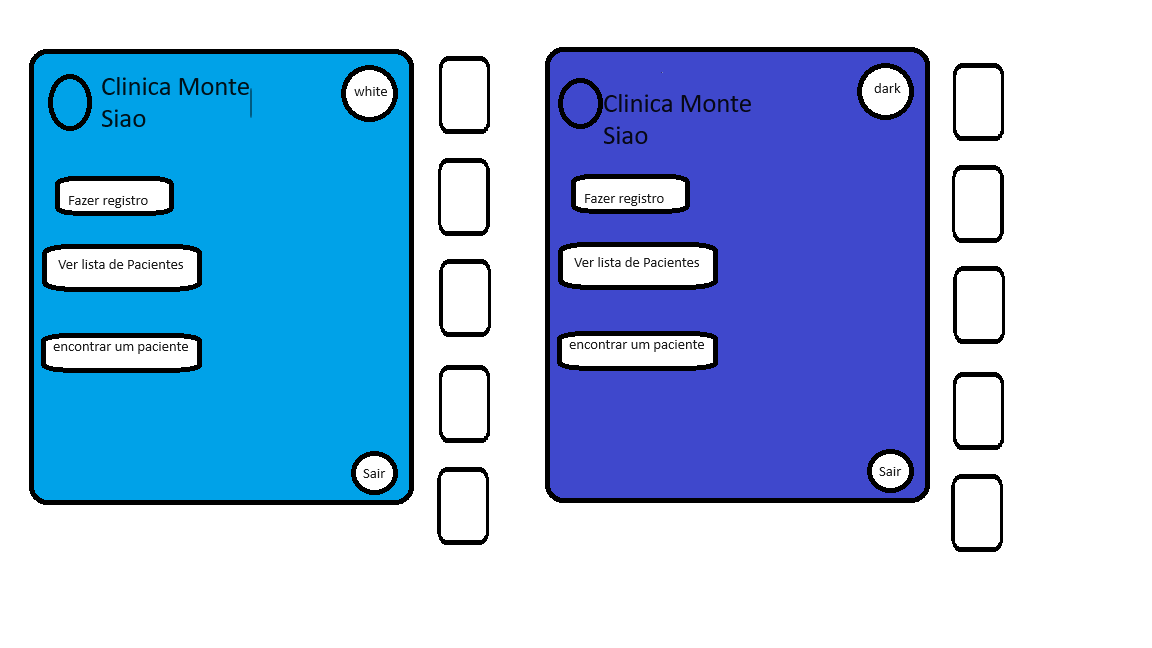 Clinica Monte
Siao
white
Fazer registro
Ver lista de Pacientes
encontrar um paciente
Sair
Clinica Monte
Siao
dark
Fazer registro
Ver lista de Pacientes
encontrar um paciente
Sair